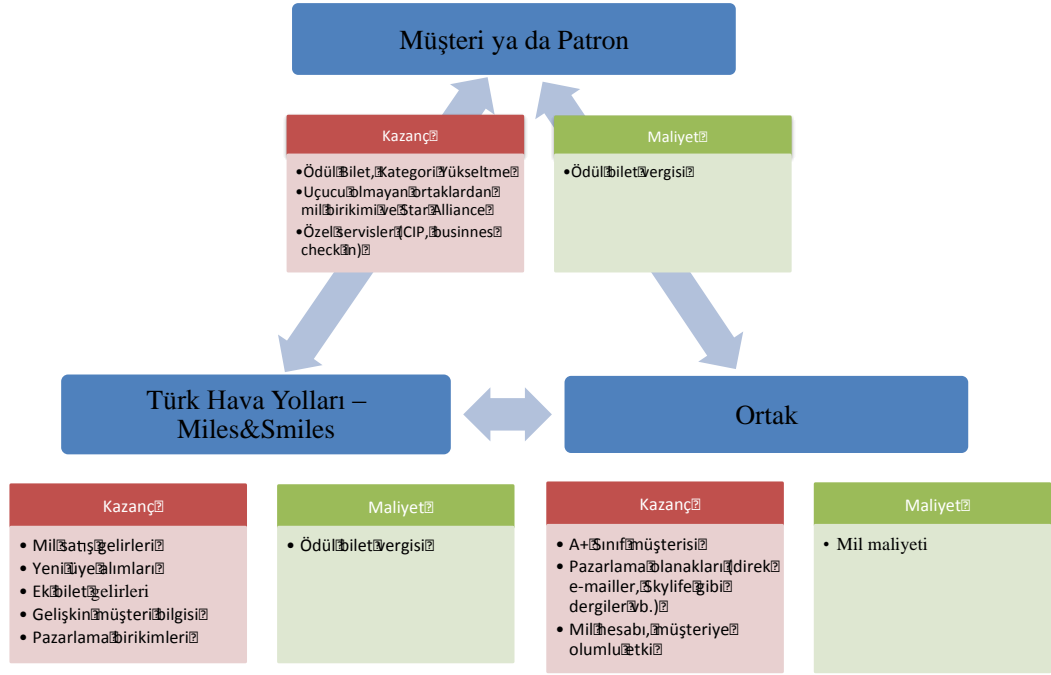 Müşteri ya da Patron
Kazanç
•Ödül Bilet, Kategori Yükseltme
•Uçucu olmayan ortaklardan
mil birikimi ve Star Alliance
•Özel servisler (CIP, businnes
check in)
Maliyet
•Ödül bilet vergisi
Türk Hava Yolları –
Miles&Smiles
Ortak
Kazanç
• Mil satış gelirleri
• Yeni üye alımları
• Ek bilet gelirleri
• Gelişkin müşteri bilgisi
• Pazarlama birikimleri
Maliyet
• Ödül bilet vergisi
Kazanç
• A+ Sınıf müşterisi
• Pazarlama olanakları (direk
e-mailler, Skylife gibi
dergiler vb.)
• Mil hesabı, müşteriye
olumlu etki
Maliyet
• Mil maliyeti